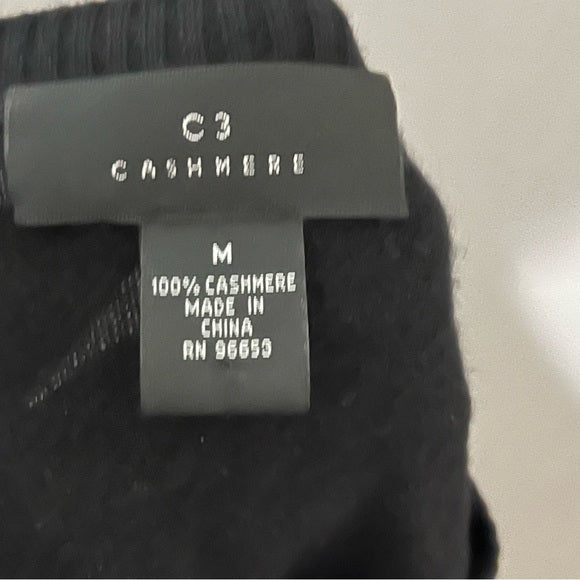 C3
CASHMERE
M
100% CASHMERE
MADE IN
CHINA
RN 96653